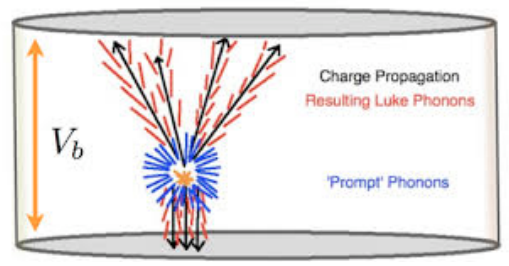 Charge Propagation
Resulting Luke Phonons
V_b
'Prompt' Phonons